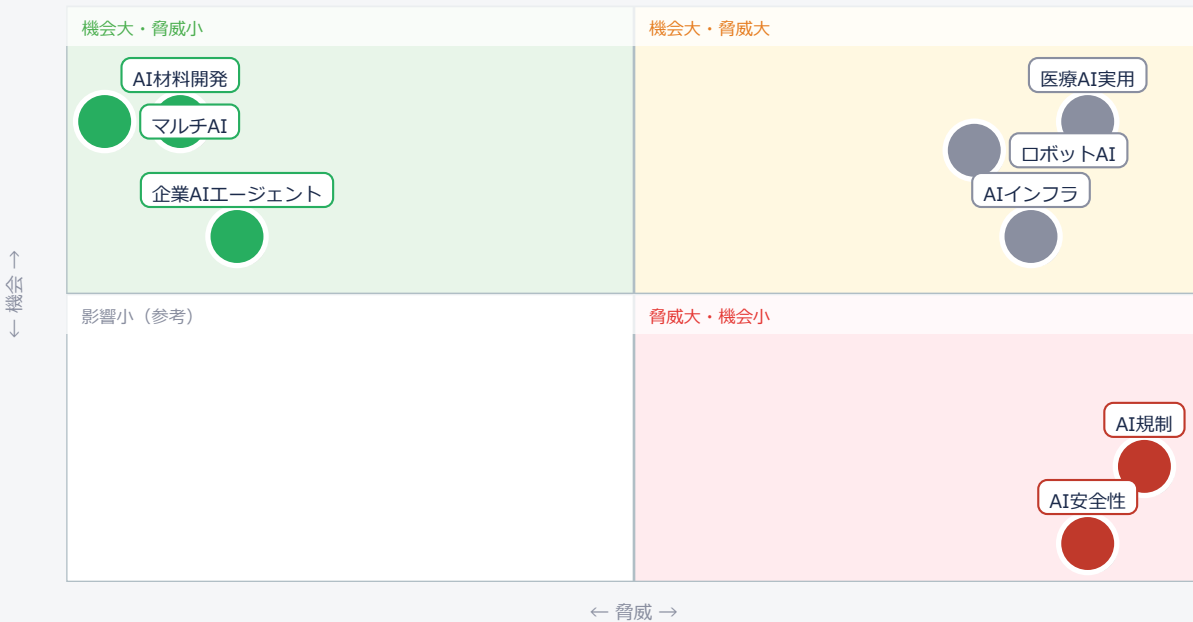 機会大・脅威小
機会大・脅威大
AI材料開発
マルチAI
企業AIエージェント
医療AI実用
ロボットAI
AIインフラ
← 機会 →
影響小（参考）
脅威大・機会小
AI規制
AI安全性
← 脅威 →